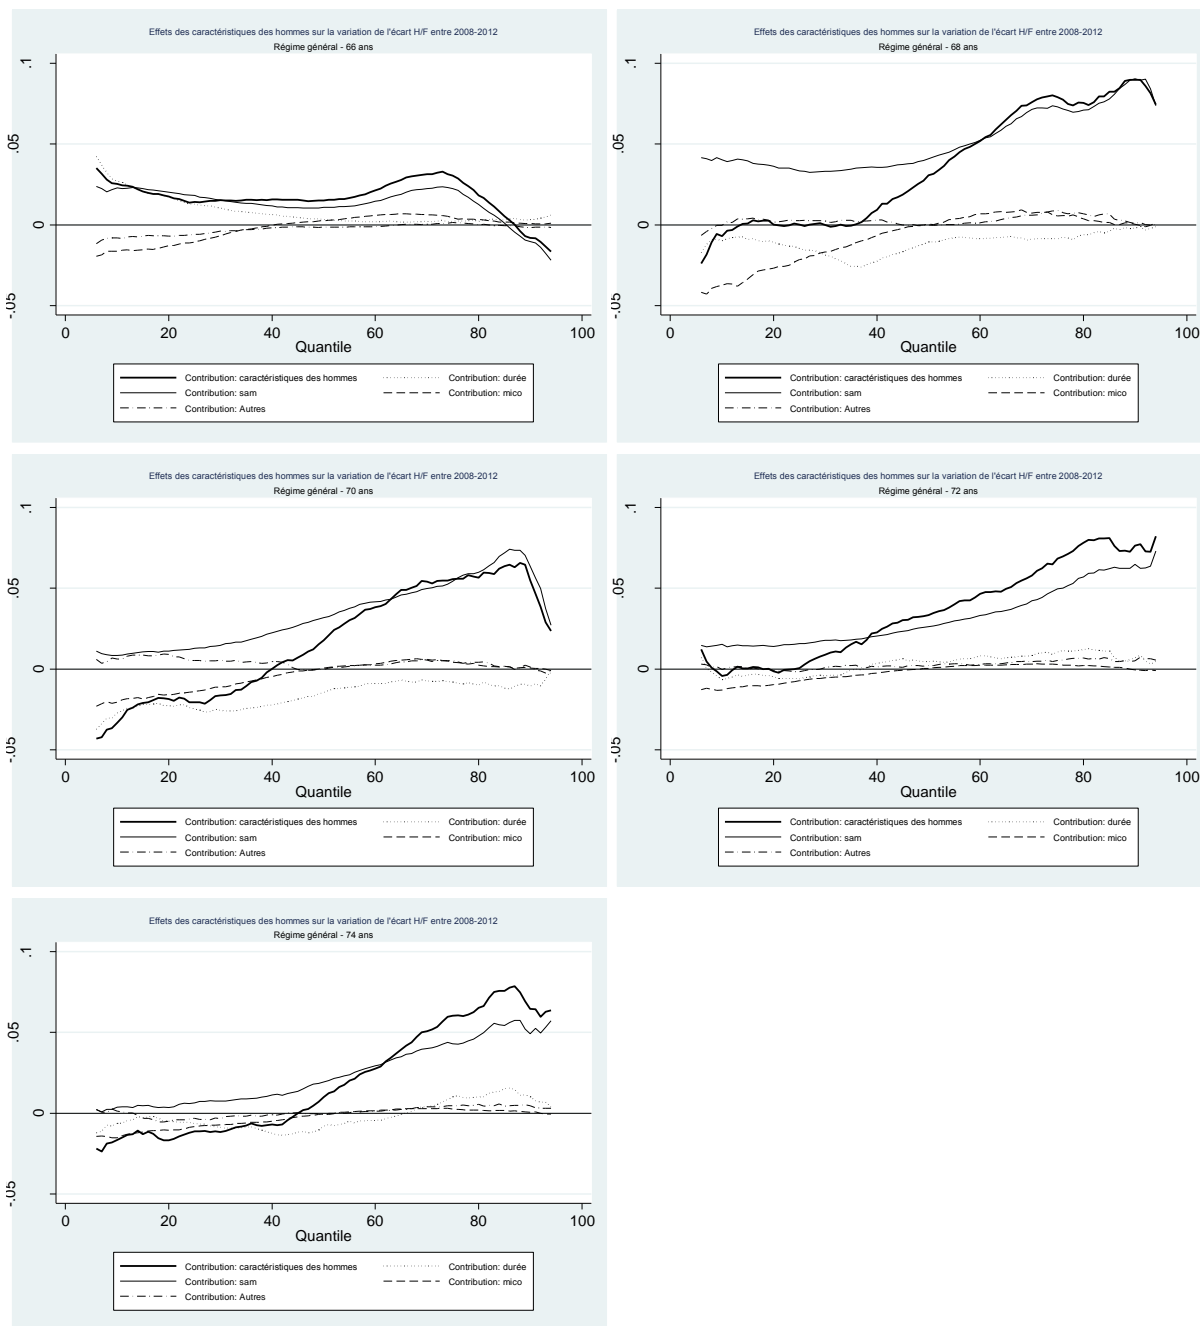 Effets des caractéristiques des hommes sur la variation de l'écart H/F entre 2008-2012
Régime général - 66 ans
.1
.05
0
-.05
0 20 40 60 80 100
Quantile
Contribution: caractéristiques des hommes
Contribution: durée
Contribution: sam
Contribution: mico
Contribution: Autres
Effets des caractéristiques des hommes sur la variation de l'écart H/F entre 2008-2012
Régime général - 68 ans
.1
.05
0
-.05
0 20 40 60 80 100
Quantile
Contribution: caractéristiques des hommes
Contribution: durée
Contribution: sam
Contribution: mico
Contribution: Autres
Effets des caractéristiques des hommes sur la variation de l'écart H/F entre 2008-2012
Régime général - 70 ans
.1
.05
0
-.05
0 20 40 60 80 100
Quantile
Contribution: caractéristiques des hommes
Contribution: durée
Contribution: sam
Contribution: mico
Contribution: Autres
Effets des caractéristiques des hommes sur la variation de l'écart H/F entre 2008-2012
Régime général - 72 ans
.1
.05
0
-.05
0 20 40 60 80 100
Quantile
Contribution: caractéristiques des hommes
Contribution: durée
Contribution: sam
Contribution: mico
Contribution: Autres
Effets des caractéristiques des hommes sur la variation de l'écart H/F entre 2008-2012
Régime général - 74 ans
.1
.05
0
-.05
0 20 40 60 80 100
Quantile
Contribution: caractéristiques des hommes
Contribution: durée
Contribution: sam
Contribution: mico
Contribution: Autres